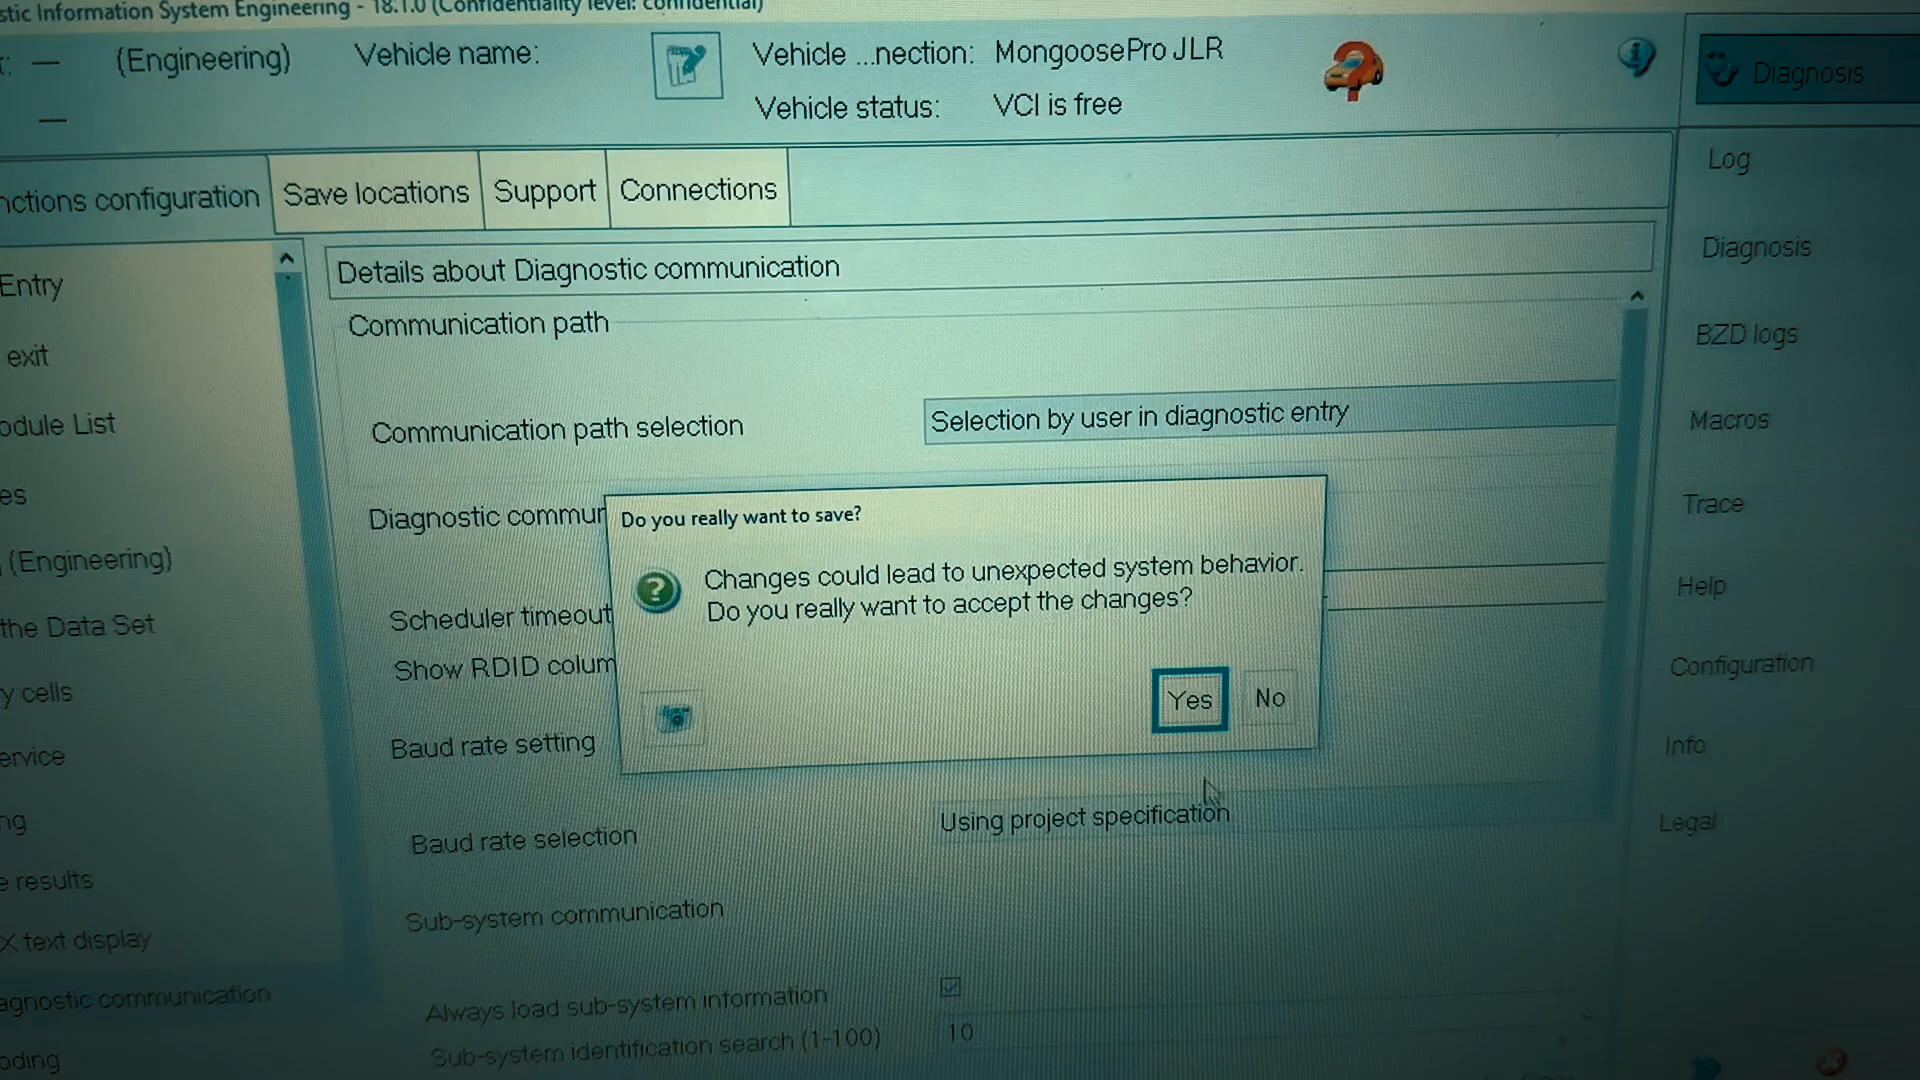 stic Information System Engineering - 18.1.0 (Confidentiality level: confidential)
— (Engineering) Vehicle name: Vehicle ...nection: MongoosePro JLR
— Vehicle status: VCI is free
Diagnosis
nctions configuration Save locations Support Connections
Log
Diagnosis
BZD logs
Macros
Trace
Help
Configuration
Info
Legal
Entry
exit
odule List
es
(Engineering)
the Data Set
y cells
ervice
ng
e results
X text display
agnostic communication
oding
Details about Diagnostic communication
Communication path
Communication path selection Selection by user in diagnostic entry
Diagnostic commun
Scheduler timeout
Show RDID colum
Baud rate setting
Baud rate selection Using project specification
Sub-system communication
Always load sub-system information
Sub-system identification search (1-100) 10
Do you really want to save?
Changes could lead to unexpected system behavior.
Do you really want to accept the changes?
Yes No